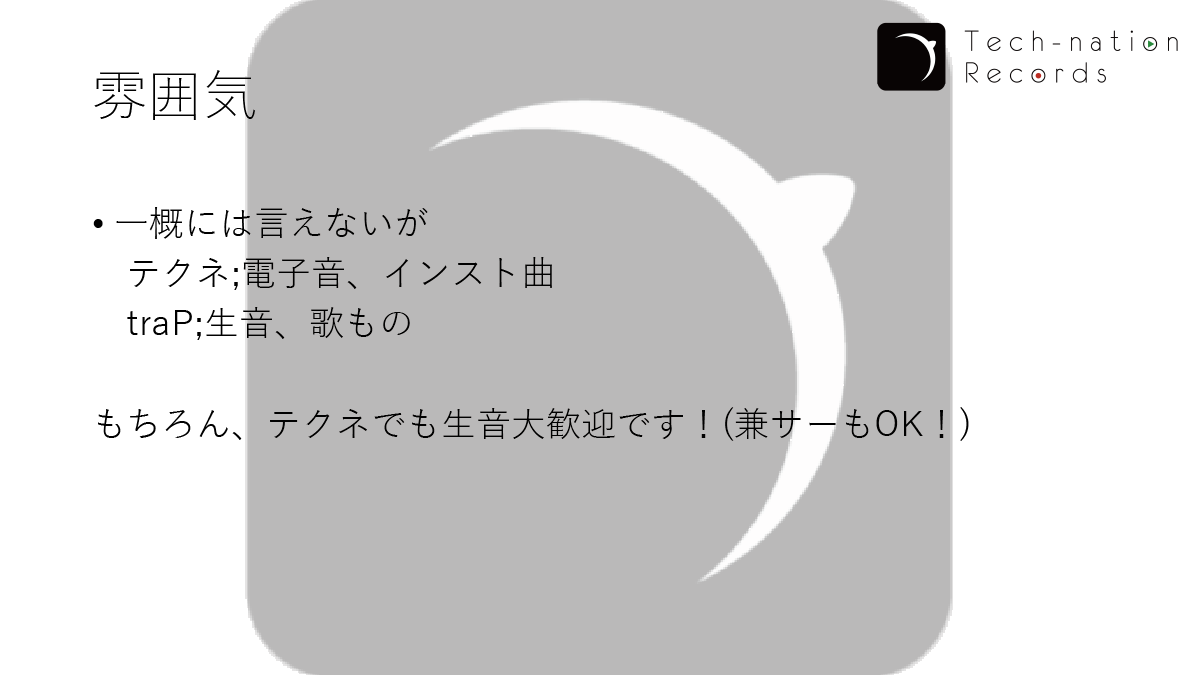 Tech-nation
Records
雰囲気
• 一概には言えないが
テクネ;電子音、インスト曲
traP;生音、歌もの
もちろん、テクネでも生音大歓迎です！(兼サーもOK！)